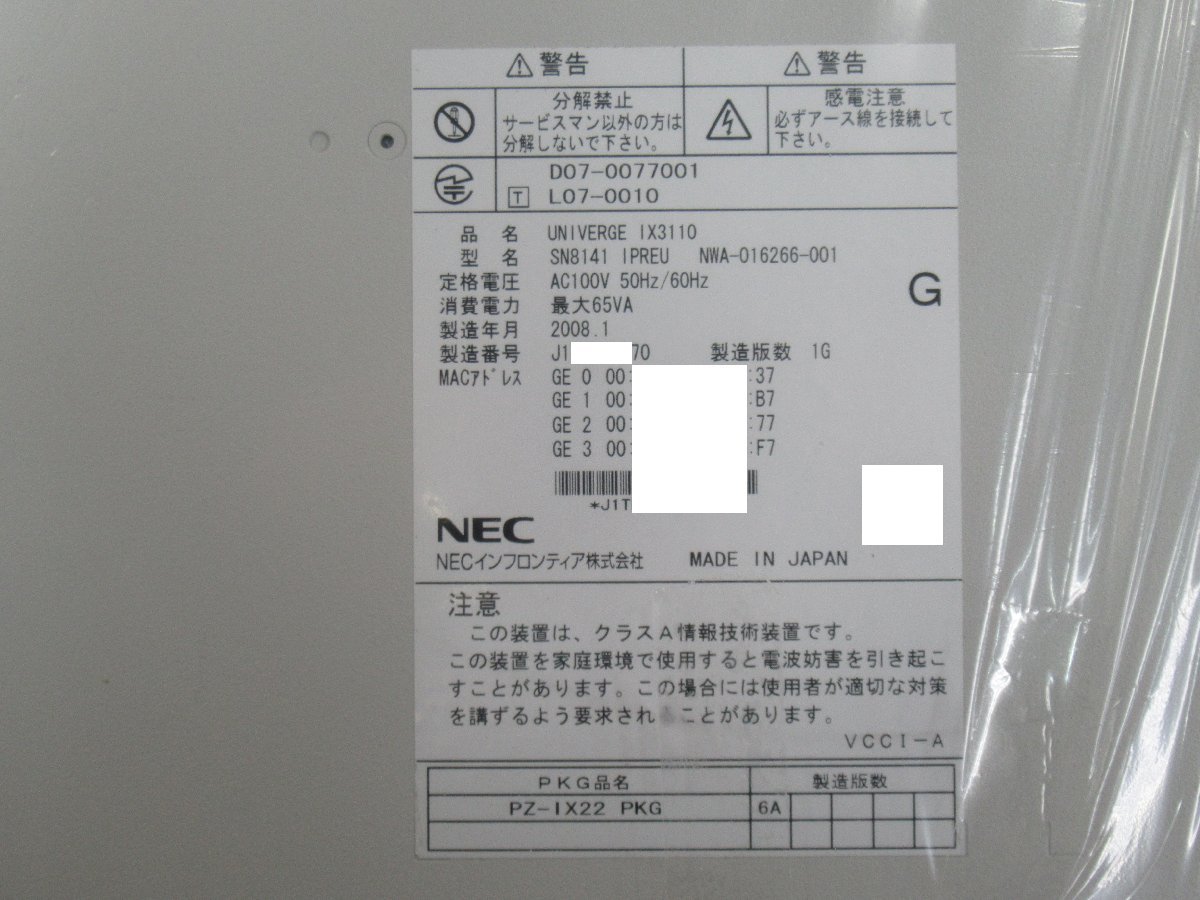 ⚠警告
⚠警告
分解禁止
サービスマン以外の方は
分解しないで下さい。
感電注意
必ずアース線を接続して
下さい。
D07-0077001
T L07-0010
品 名 UNIVERGE IX3110
型 名 SN8141 IPREU NWA-016266-001
定格電圧 AC100V 50Hz/60Hz
G
消費電力 最大65VA
製造年月 2008.1
製造番号 J1 70 製造版数 1G
MACアドレス GE 0 00: :37
GE 1 00: :B7
GE 2 00: :77
GE 3 00: :F7
*J1T
NEC
NECインフロンティア株式会社 MADE IN JAPAN
注意
この装置は、クラスA情報技術装置です。
この装置を家庭環境で使用すると電波妨害を引き起こ
すことがあります。この場合には使用者が適切な対策
を講ずるよう要求され ことがあります。
VCCI-A
PKG品名 製造版数
PZ-IX22 PKG 6A